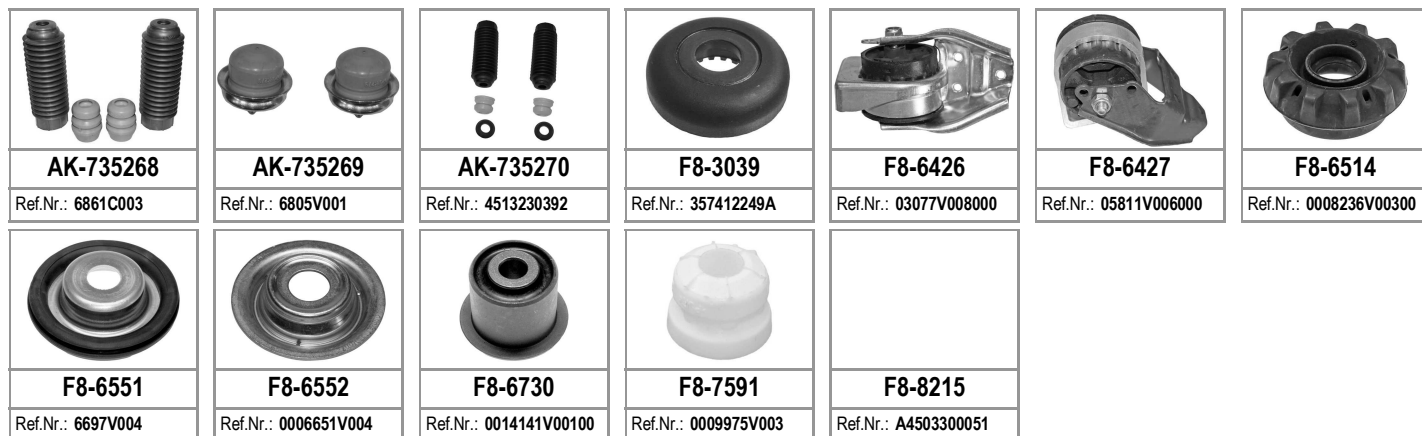 AK-735268
Ref.Nr.: 6861C003
AK-735269
Ref.Nr.: 6805V001
AK-735270
Ref.Nr.: 4513230392
F8-3039
Ref.Nr.: 357412249A
F8-6426
Ref.Nr.: 03077V008000
F8-6427
Ref.Nr.: 05811V006000
F8-6514
Ref.Nr.: 0008236V00300
F8-6551
Ref.Nr.: 6697V004
F8-6552
Ref.Nr.: 0006651V004
F8-6730
Ref.Nr.: 0014141V00100
F8-7591
Ref.Nr.: 0009975V003
F8-8215
Ref.Nr.: A4503300051